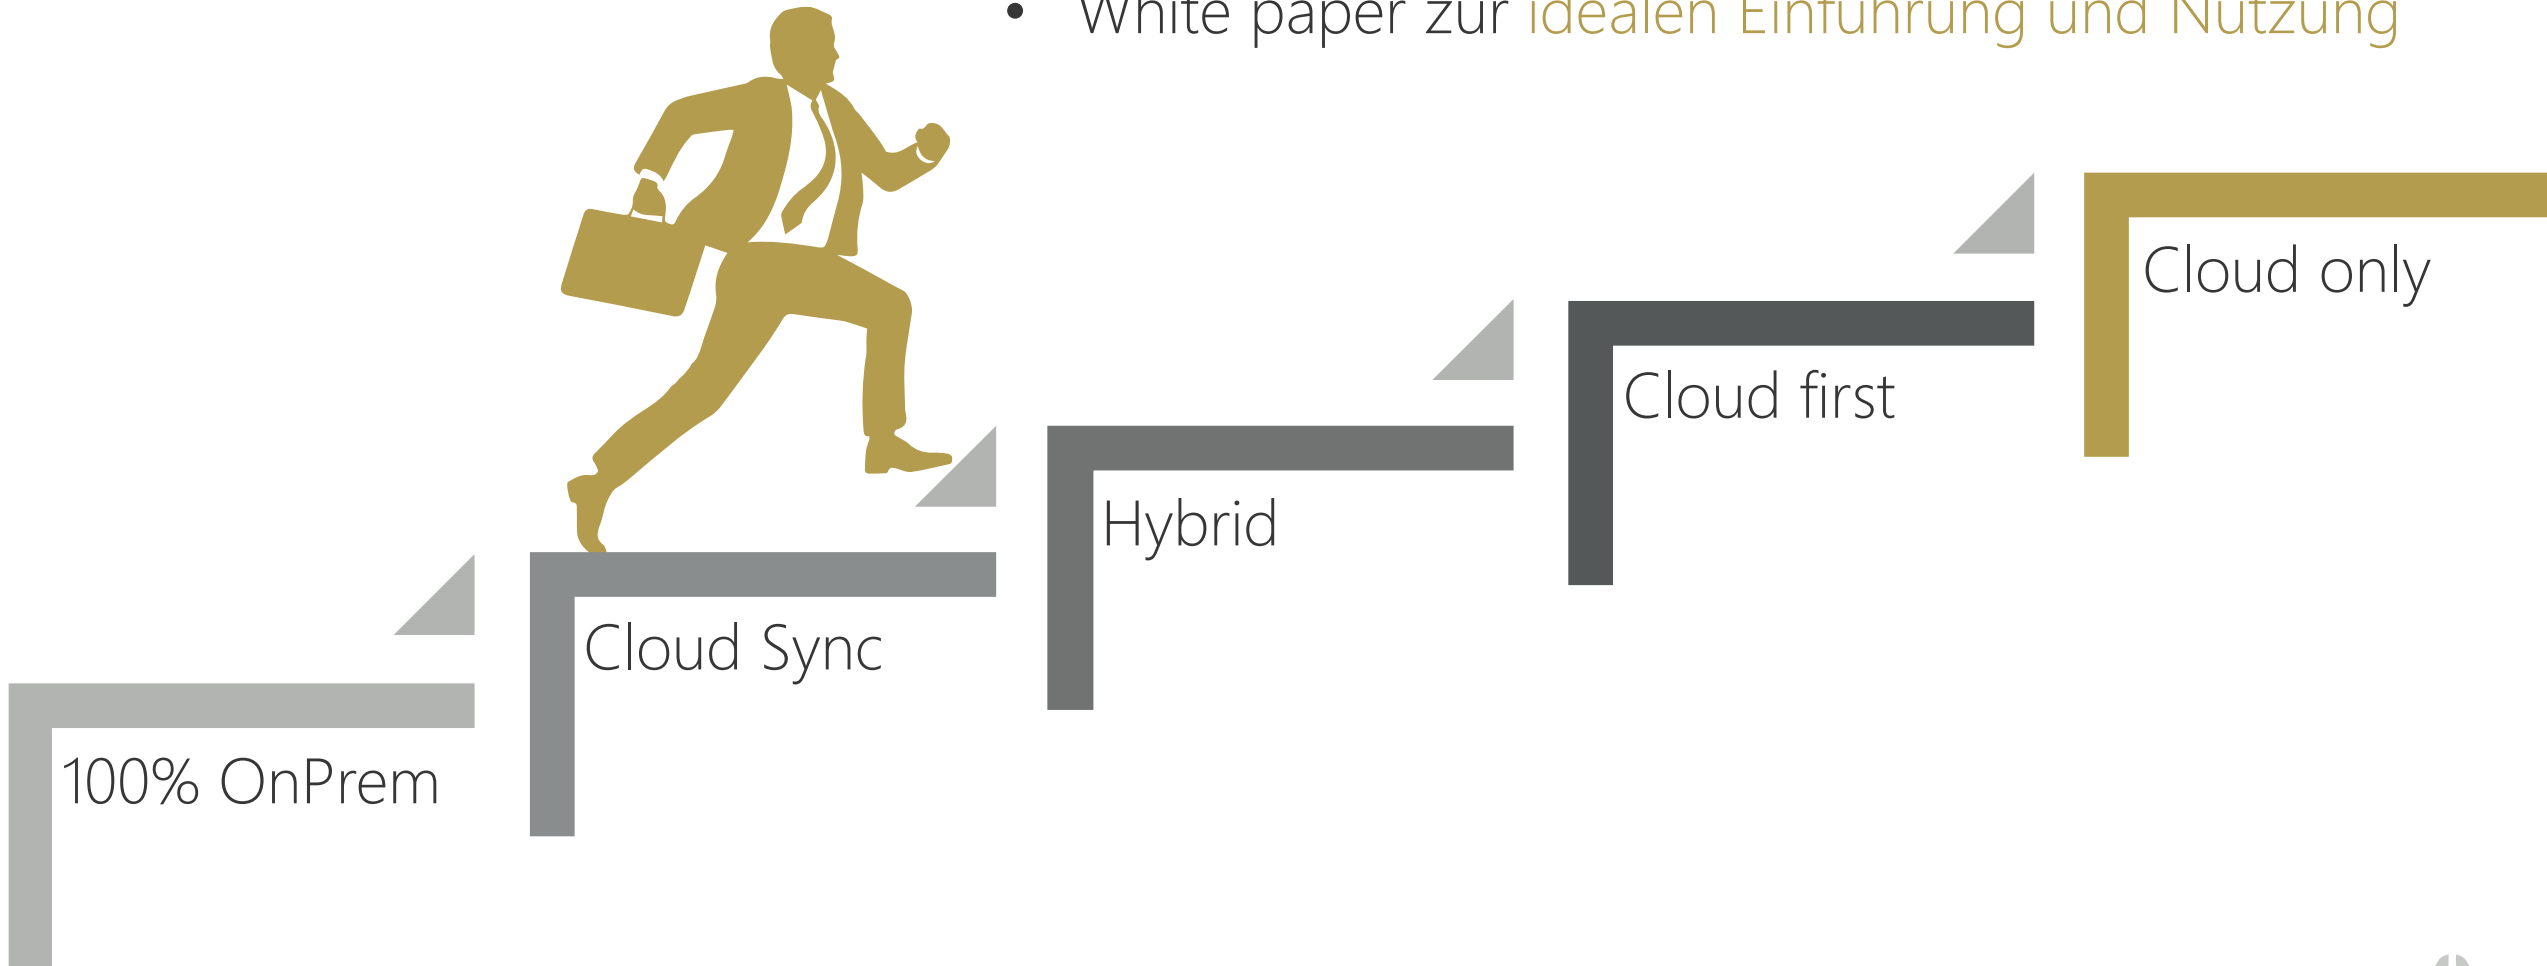 • White paper zur idealen Einführung und Nutzung
Cloud only
Cloud first
Hybrid
Cloud Sync
100% OnPrem